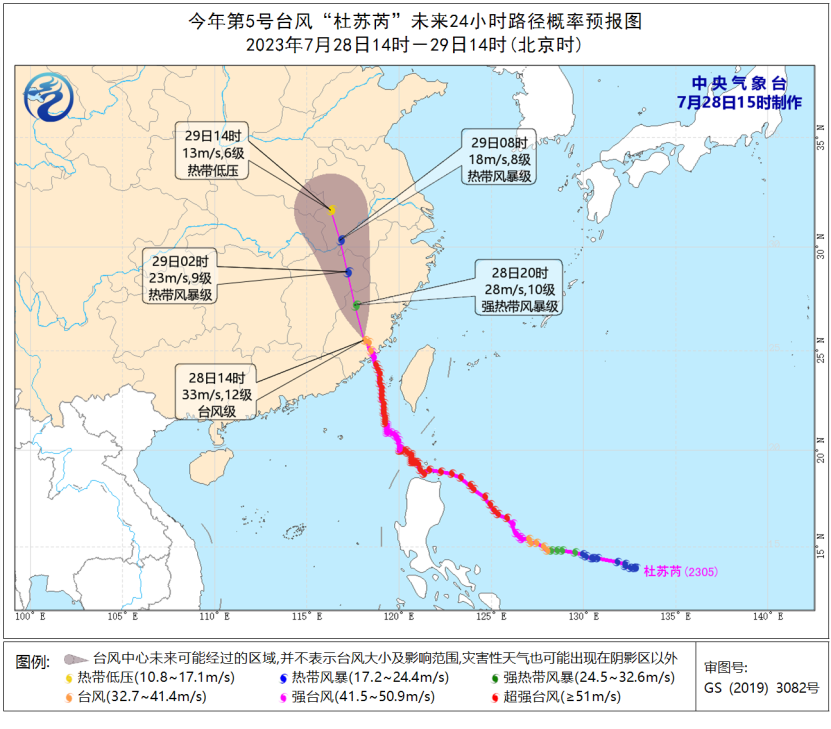 今年第5号台风“杜苏芮”未来24小时路径概率预报图
2023年7月28日14时－29日14时(北京时)
中央气象台
7月28日15时制作
29日14时
13m/s,6级
热带低压
29日08时
18m/s,8级
热带风暴级
29日02时
23m/s,9级
热带风暴级
28日20时
28m/s,10级
强热带风暴级
28日14时
33m/s,12级
台风级
杜苏芮(2305)
35°N
30°N
25°N
20°N
15°N
100°E 105°E 110°E 115°E 120°E 125°E 130°E 135°E 140°E
图例:
台风中心未来可能经过的区域,并不表示台风大小及影响范围,灾害性天气也可能出现在阴影区以外
热带低压(10.8~17.1m/s) 热带风暴(17.2~24.4m/s) 强热带风暴(24.5~32.6m/s)
台风(32.7~41.4m/s) 强台风(41.5~50.9m/s) 超强台风(≥51m/s)
审图号:
GS (2019) 3082号